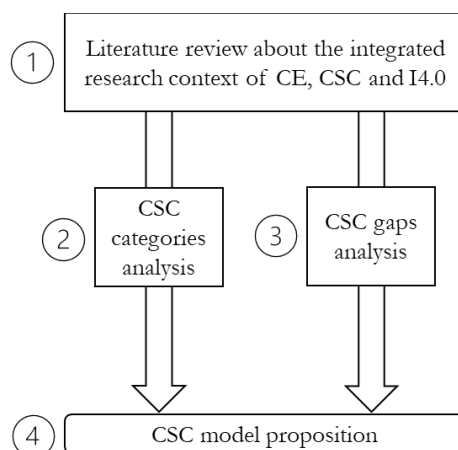 1
Literature review about the integrated
research context of CE, CSC and I4.0
2
CSC
categories
analysis
3
CSC gaps
analysis
4
CSC model proposition